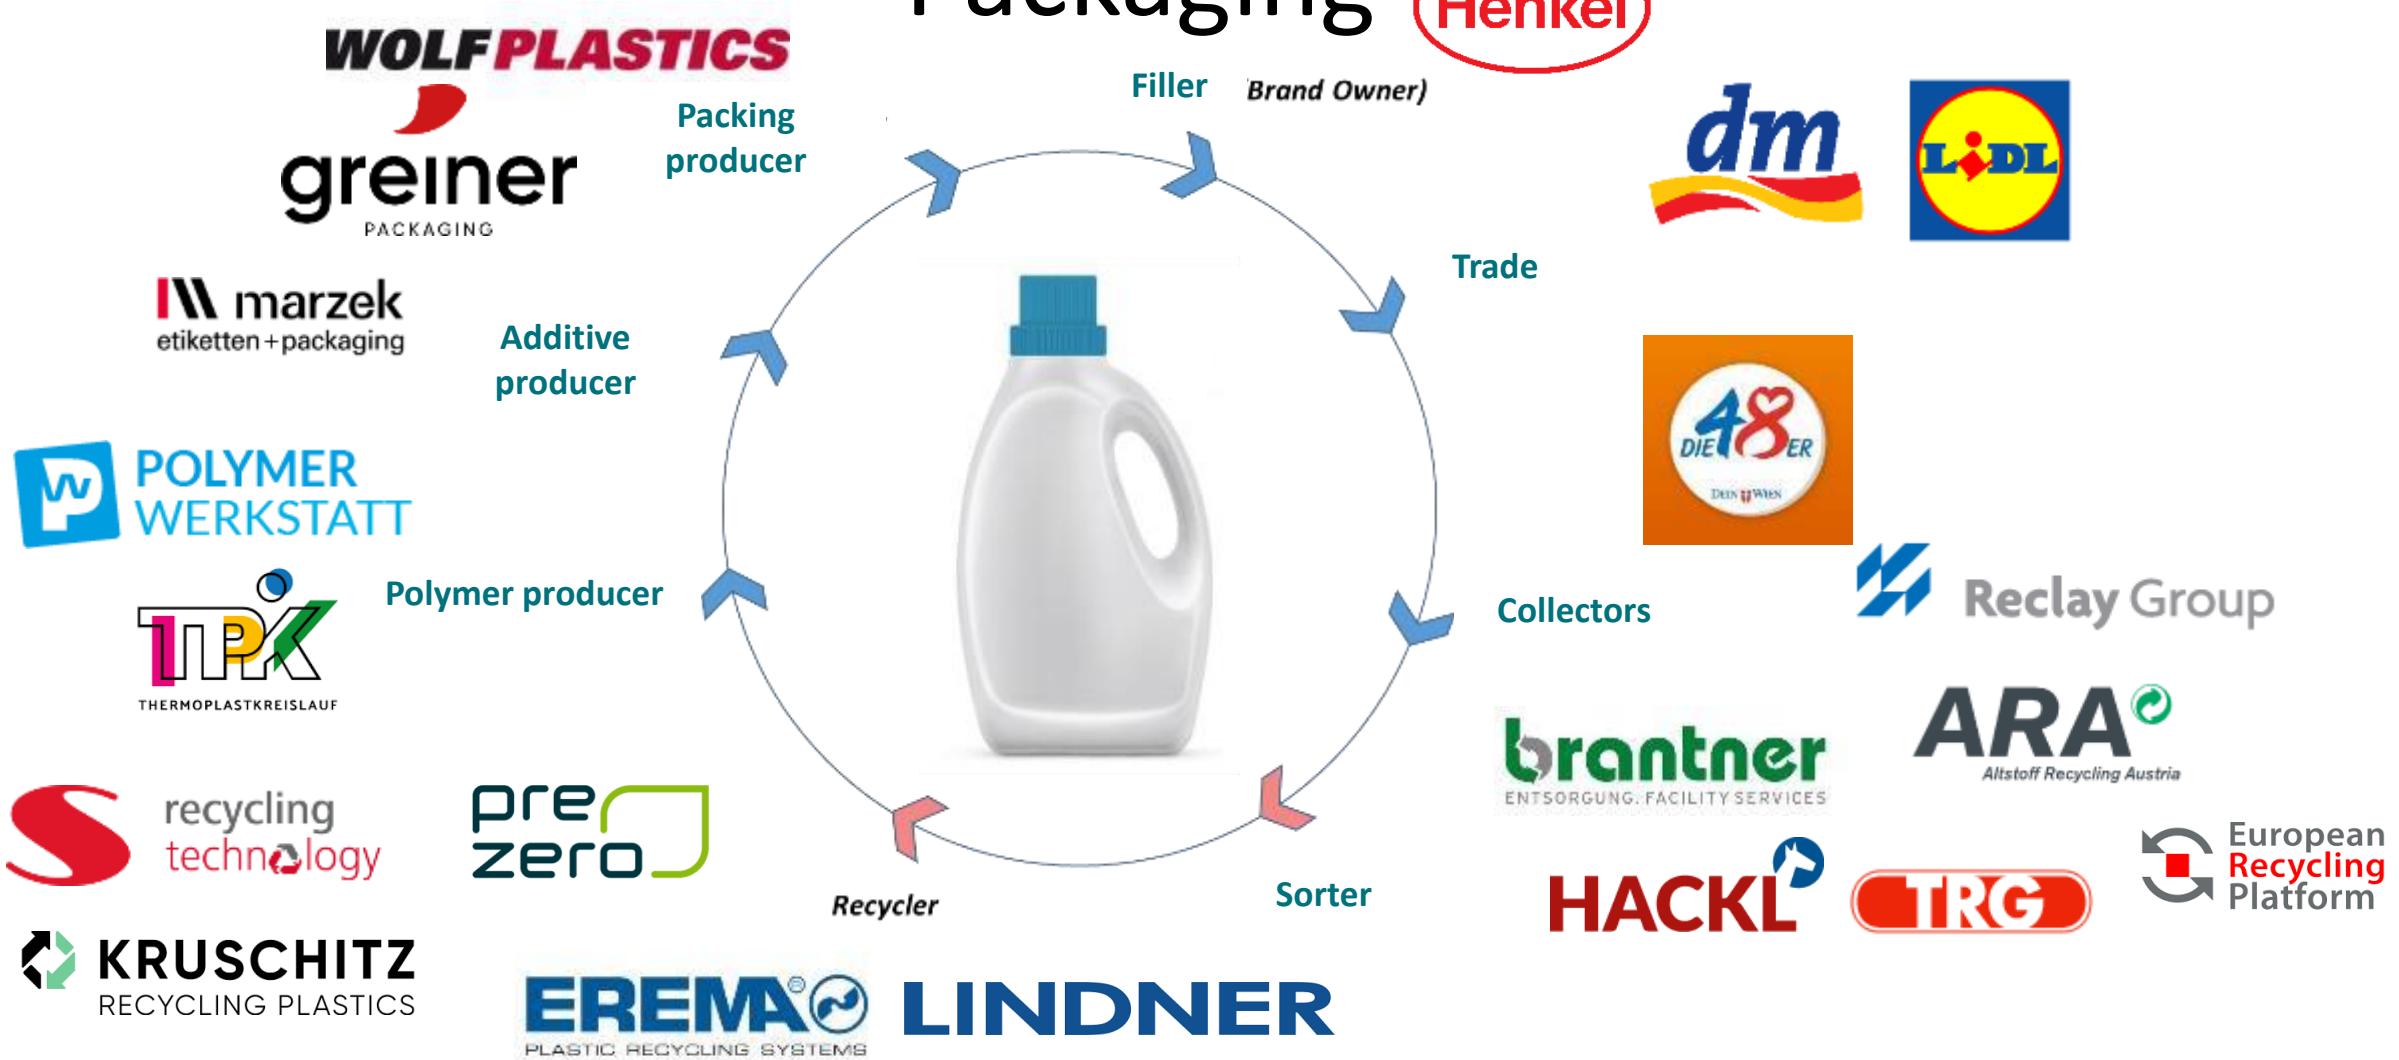 Packaging
Henkel
WOLF PLASTICS
greiner
PACKAGING
Packing
producer
Filler
Brand Owner)
dm
LiDL
Trade
marzek
etiketten+packaging
Additive
producer
DIE 48ER
DEIN WIEN
POLYMER
WERKSTATT
Polymer producer
TPK
THERMOPLASTKREISLAUF
Collectors
Reclay Group
brantner
ENTSORGUNG. FACILITY SERVICES
ARA
Altstoff Recycling Austria
S recycling
technology
pre
zero
Recycler
Sorter
HACKL
TRG
European
Recycling
Platform
KRUSCHITZ
RECYCLING PLASTICS
EREMA®
PLASTIC RECYCLING SYSTEMS
LINDNER